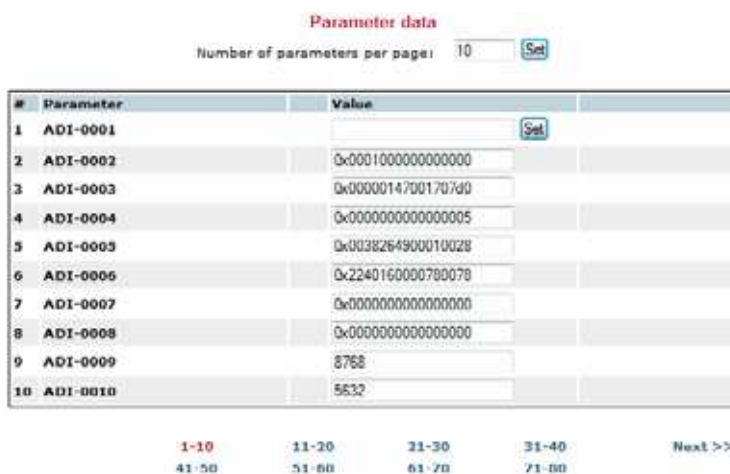 Parameter data
Number of parameters per page: 10 Set
# Parameter Value
1 ADI-0001 Set
2 ADI-0002 0x0001000000000000
3 ADI-0003 0x00000147001707d0
4 ADI-0004 0x0000000000000005
5 ADI-0005 0x0038264900010028
6 ADI-0006 0x2240160000780078
7 ADI-0007 0x0000000000000000
8 ADI-0008 0x0000000000000000
9 ADI-0009 8768
10 ADI-0010 5632
1-10 11-20 21-30 31-40 Next >>
41-50 51-60 61-70 71-80